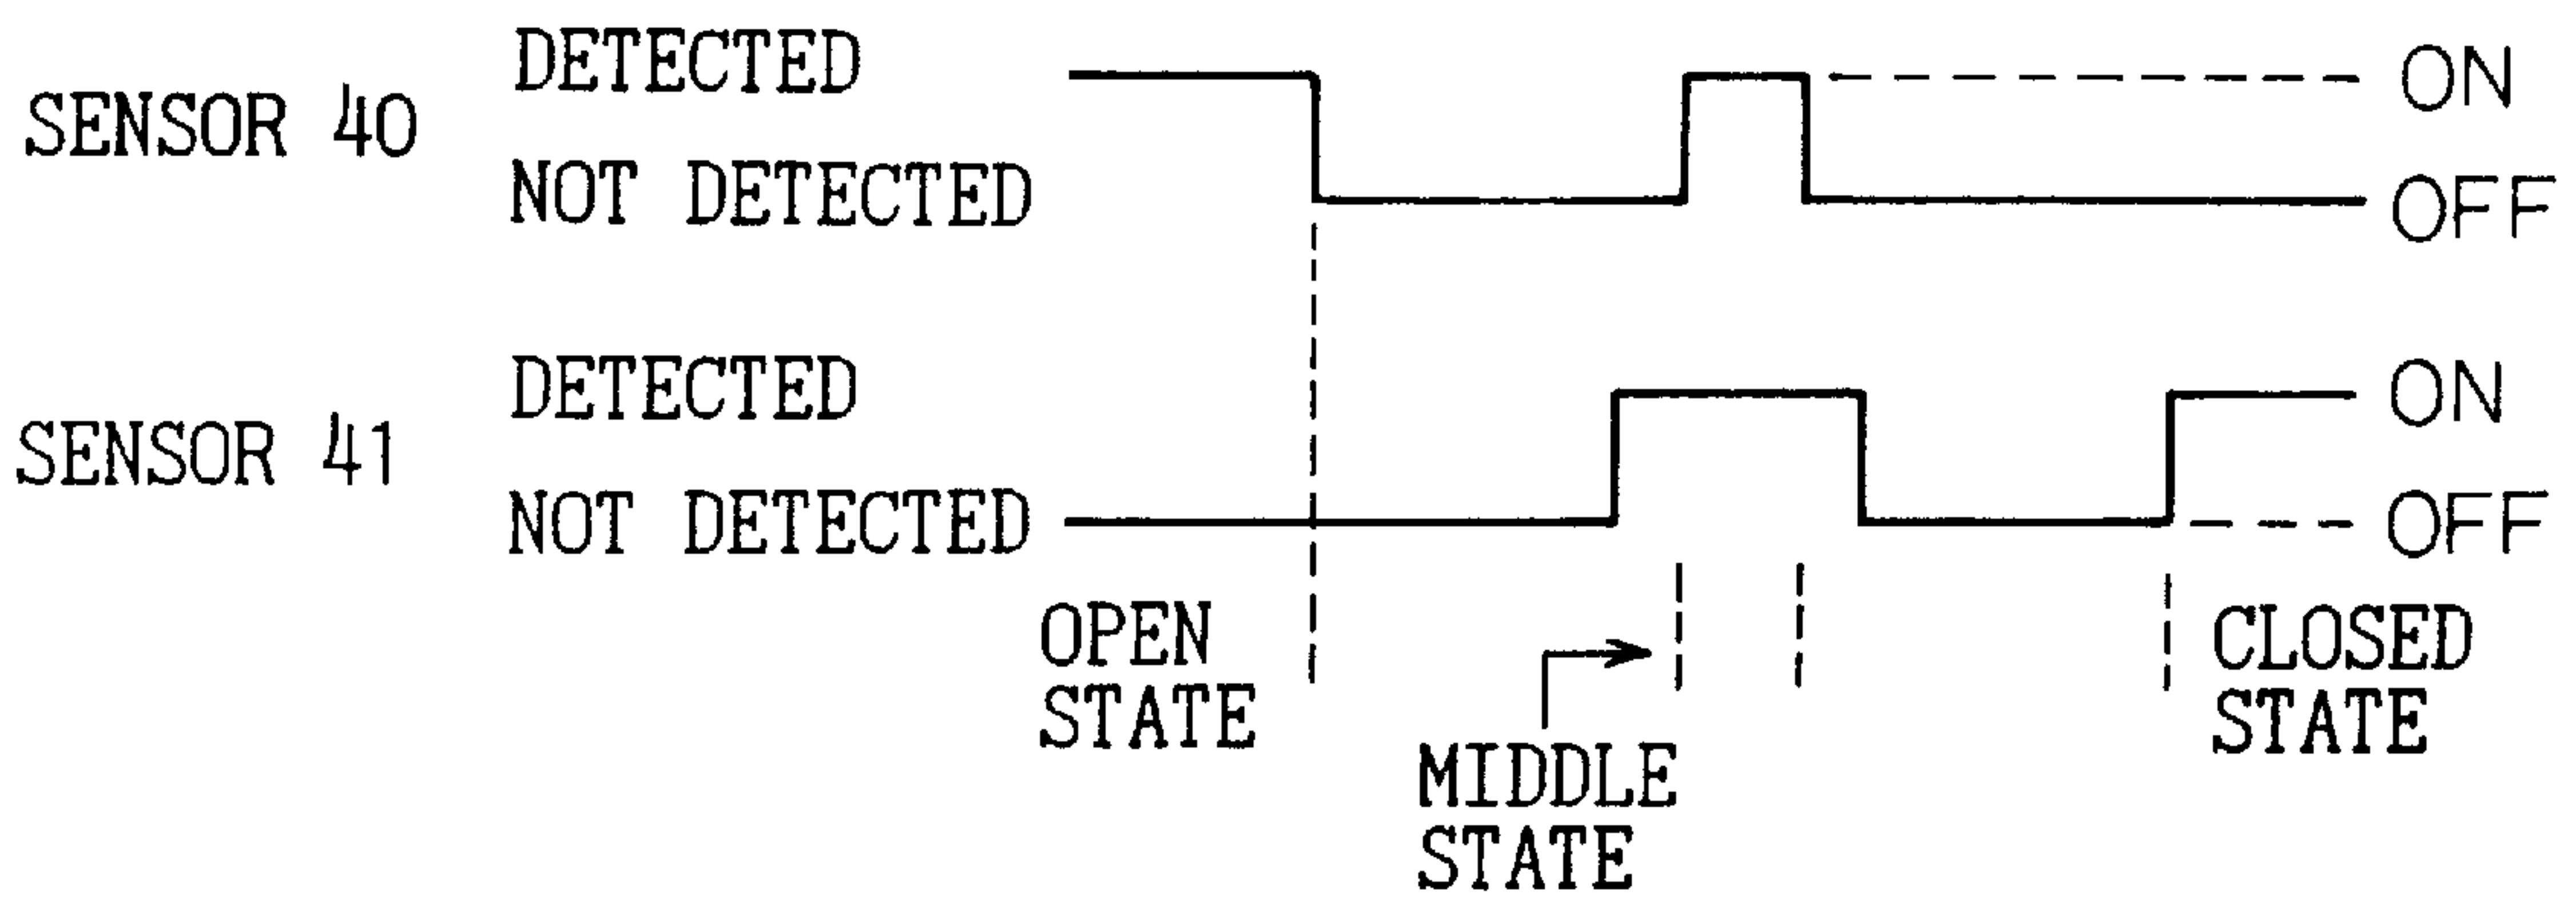 SENSOR 40
DETECTED
NOT DETECTED
ON
OFF
SENSOR 41
DETECTED
NOT DETECTED
ON
OFF
OPEN
STATE
MIDDLE
STATE
CLOSED
STATE